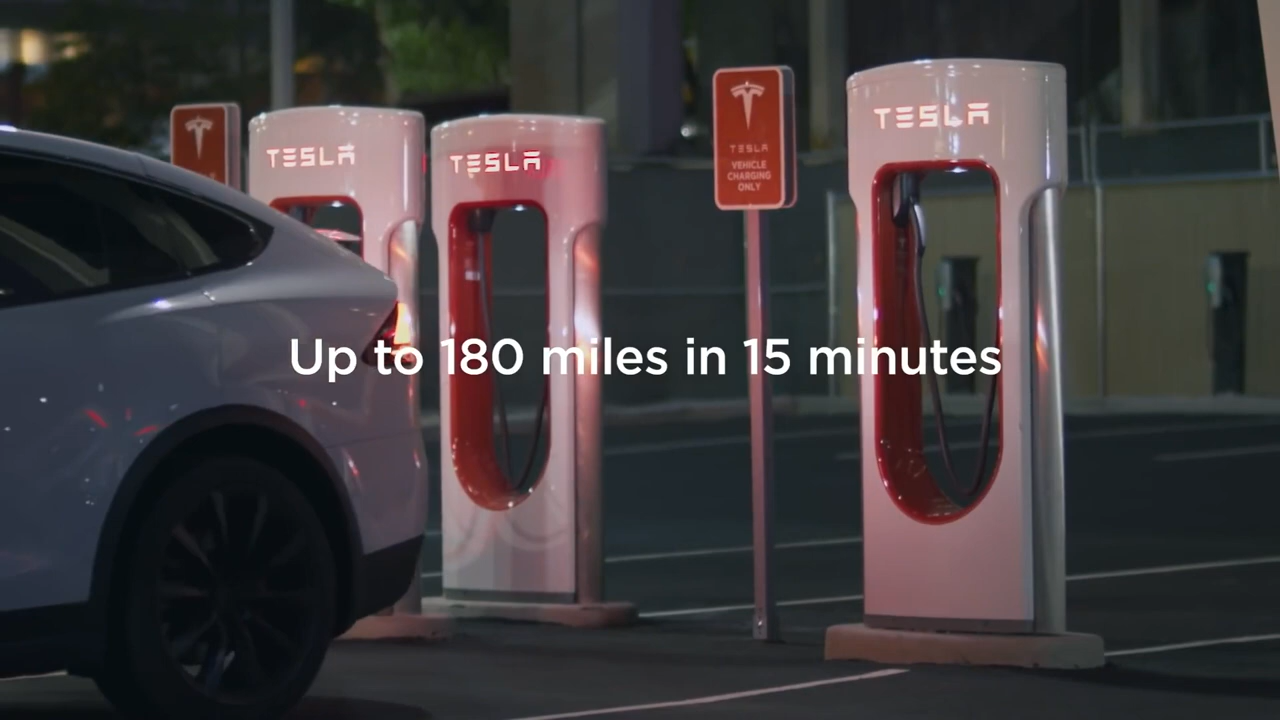 TESLA
TESLA
TESLA
TESLA
VEHICLE
CHARGING
ONLY
Up to 180 miles in 15 minutes